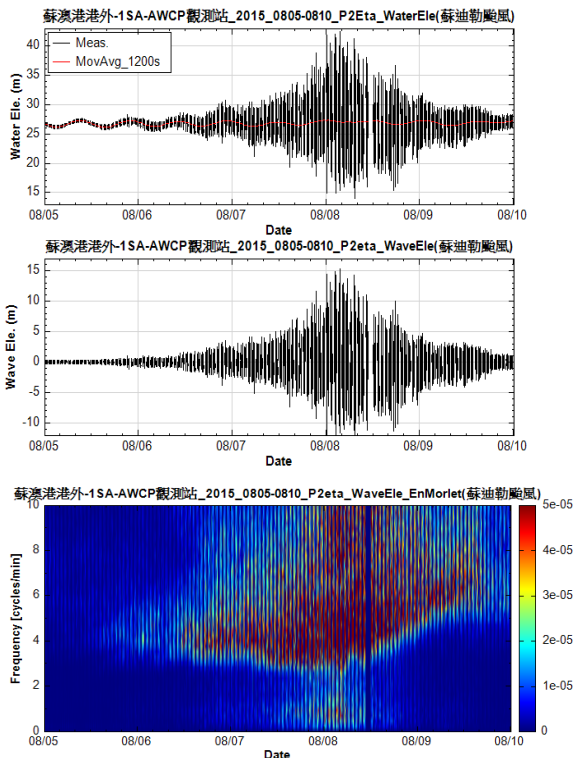 蘇澳港港外-1SA-AWCP觀測站_2015_0805-0810_P2Eta_WaterEle(蘇迪勒颱風)
Meas.
MovAvg_1200s
Water Ele. (m)
40
35
30
25
20
15
08/05 08/06 08/07 08/08 08/09 08/10
Date
蘇澳港港外-1SA-AWCP觀測站_2015_0805-0810_P2eta_WaveEle(蘇迪勒颱風)
Wave Ele. (m)
15
10
5
0
-5
-10
08/05 08/06 08/07 08/08 08/09 08/10
Date
蘇澳港港外-1SA-AWCP觀測站_2015_0805-0810_P2eta_WaveEle_EnMorlet(蘇迪勒颱風)
Frequency [cycles/min]
10
8
6
4
2
0
08/05 08/06 08/07 08/08 08/09 08/10
Date
5e-05
4e-05
3e-05
2e-05
1e-05
0